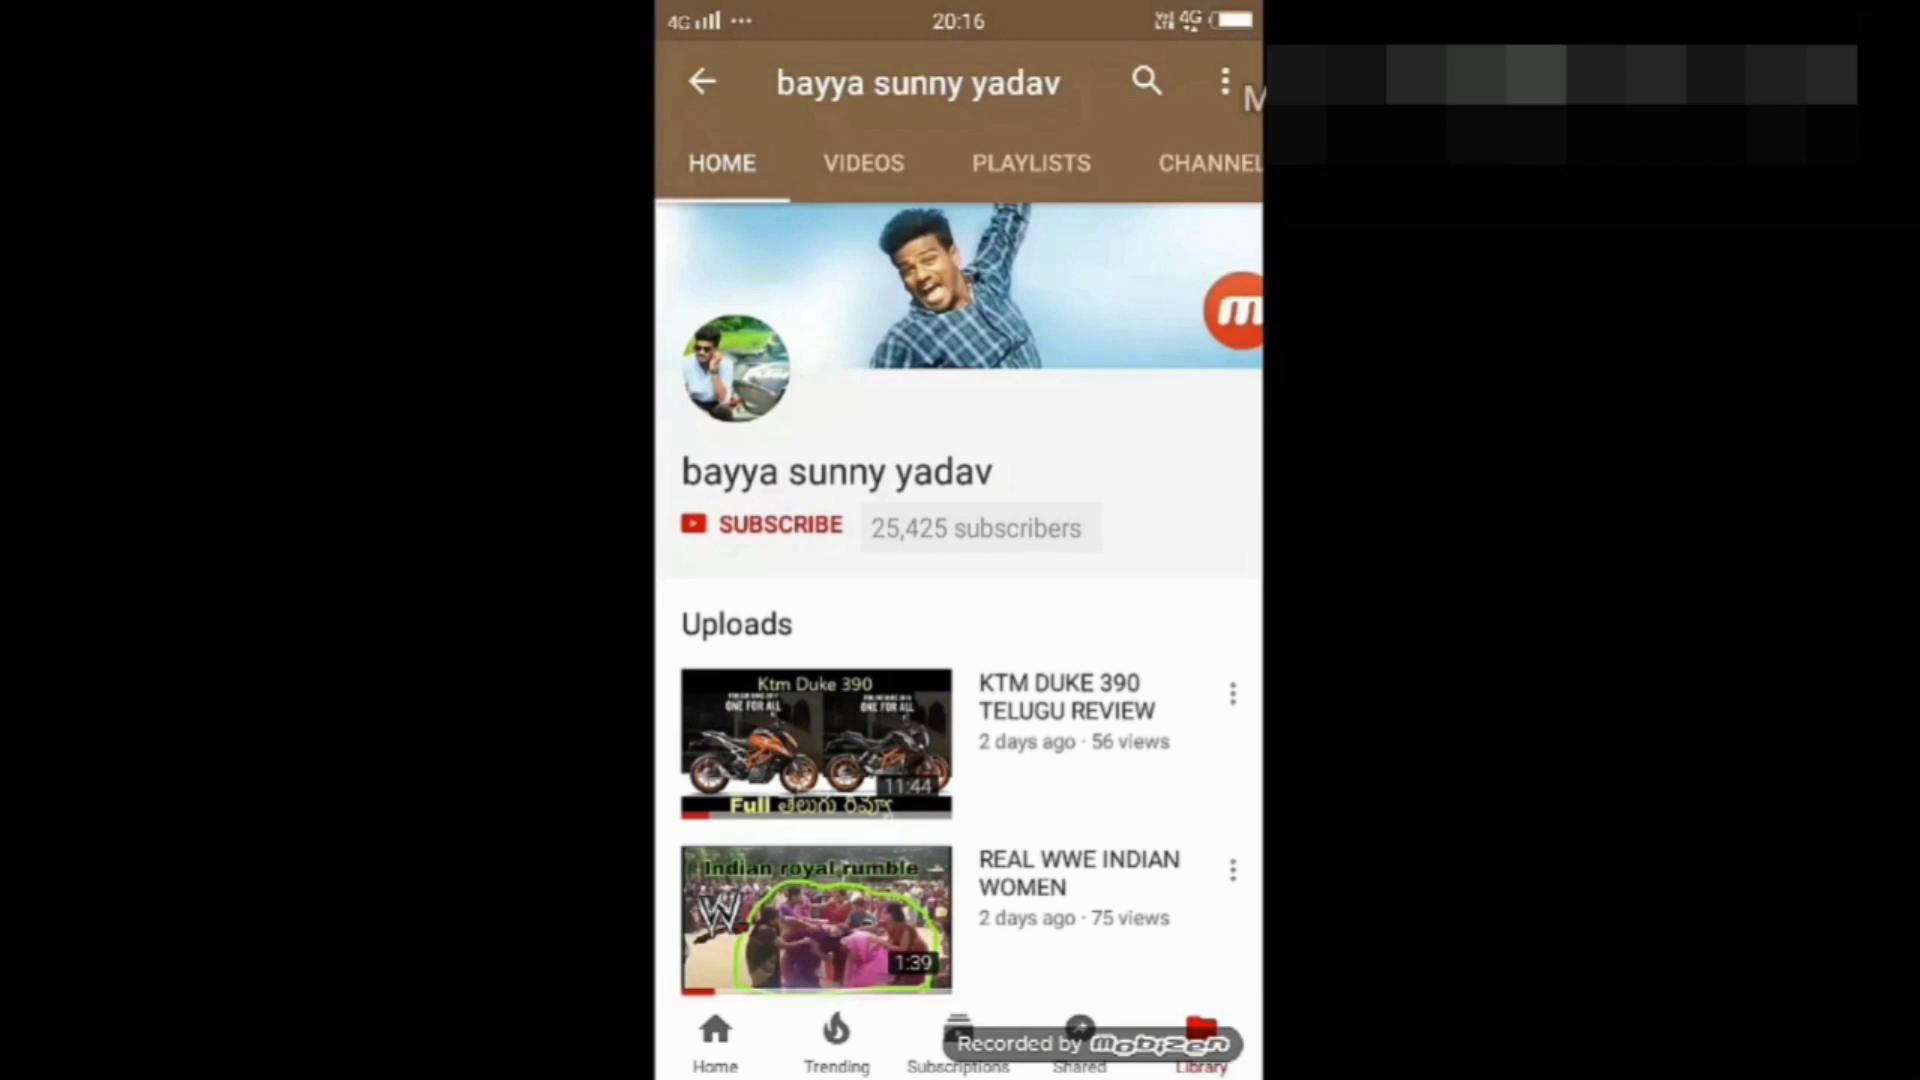 4G
20:16
VoLTE 4G
bayya sunny yadav
M
HOME VIDEOS PLAYLISTS CHANNEL
m
bayya sunny yadav
SUBSCRIBE 25,425 subscribers
Uploads
Ktm Duke 390
ONE FOR ALL ONE FOR ALL
11:44
Full తెలుగు రివ్యూ
KTM DUKE 390
TELUGU REVIEW
2 days ago · 56 views
Indian royal rumble
W
1:39
REAL WWE INDIAN
WOMEN
2 days ago · 75 views
Recorded by mobizen
Home Trending Subscriptions Shared Library